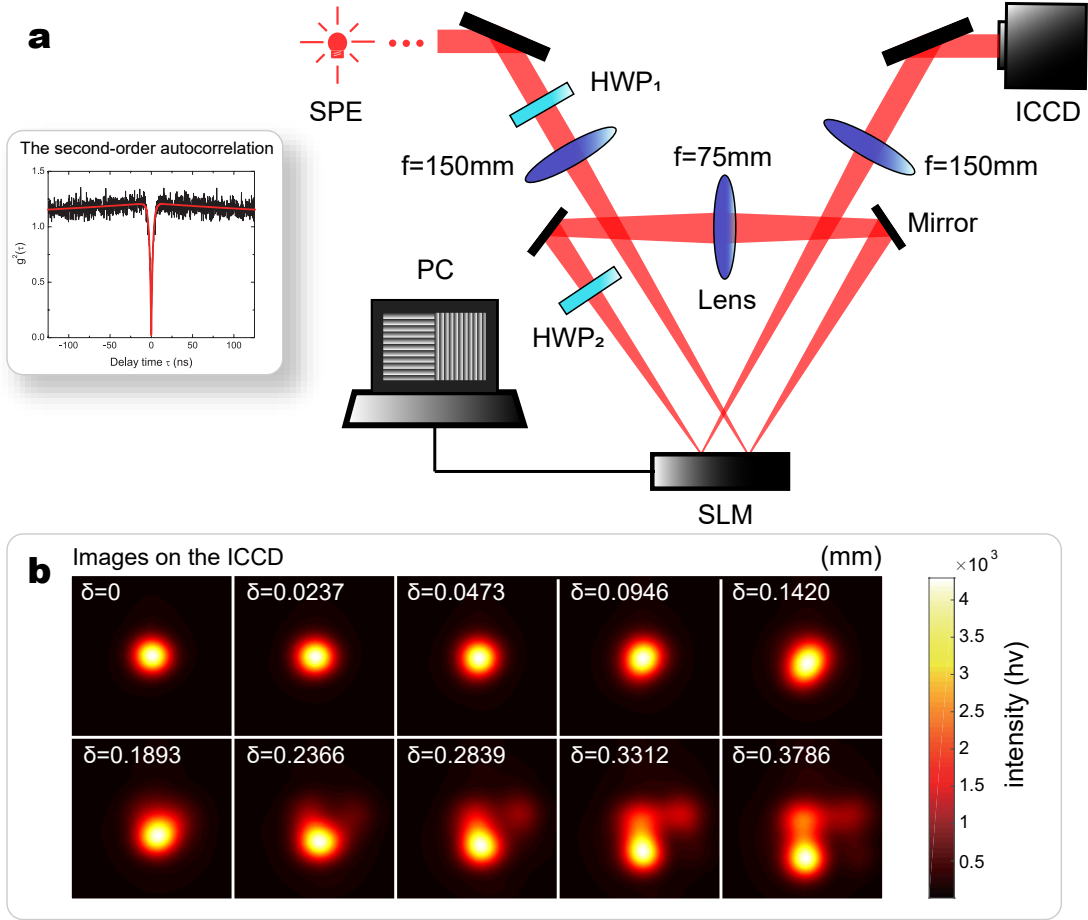 a
SPE
HWP₁
f=150mm
f=75mm
f=150mm
ICCD
Mirror
Lens
HWP₂
PC
SLM
The second-order autocorrelation
g²(τ)
1.5
1.0
0.5
0.0
-100 -50 0 50 100
Delay time τ (ns)
b
Images on the ICCD (mm)
δ=0 δ=0.0237 δ=0.0473 δ=0.0946 δ=0.1420
δ=0.1893 δ=0.2366 δ=0.2839 δ=0.3312 δ=0.3786
×10³
4
3.5
3
2.5
2
1.5
1
0.5
intensity (hv)